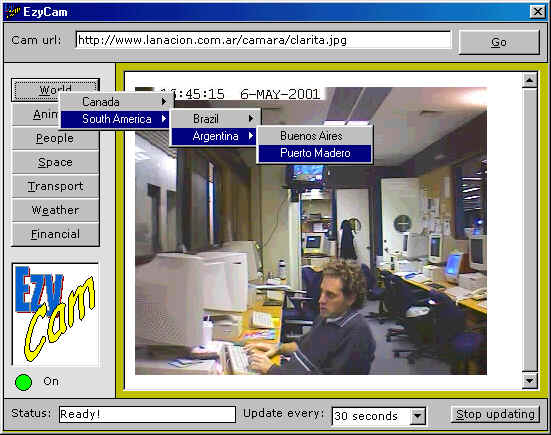 EzyCam
Cam url: http://www.lanacion.com.ar/camara/clarita.jpg Go
World
:45:15 6-MAY-2001
Canada
South America
Brazil
Argentina
Buenos Aires
Puerto Madero
Anim
People
Space
Transport
Weather
Financial
Ezy
Cam
On
Status: Ready! Update every: 30 seconds Stop updating